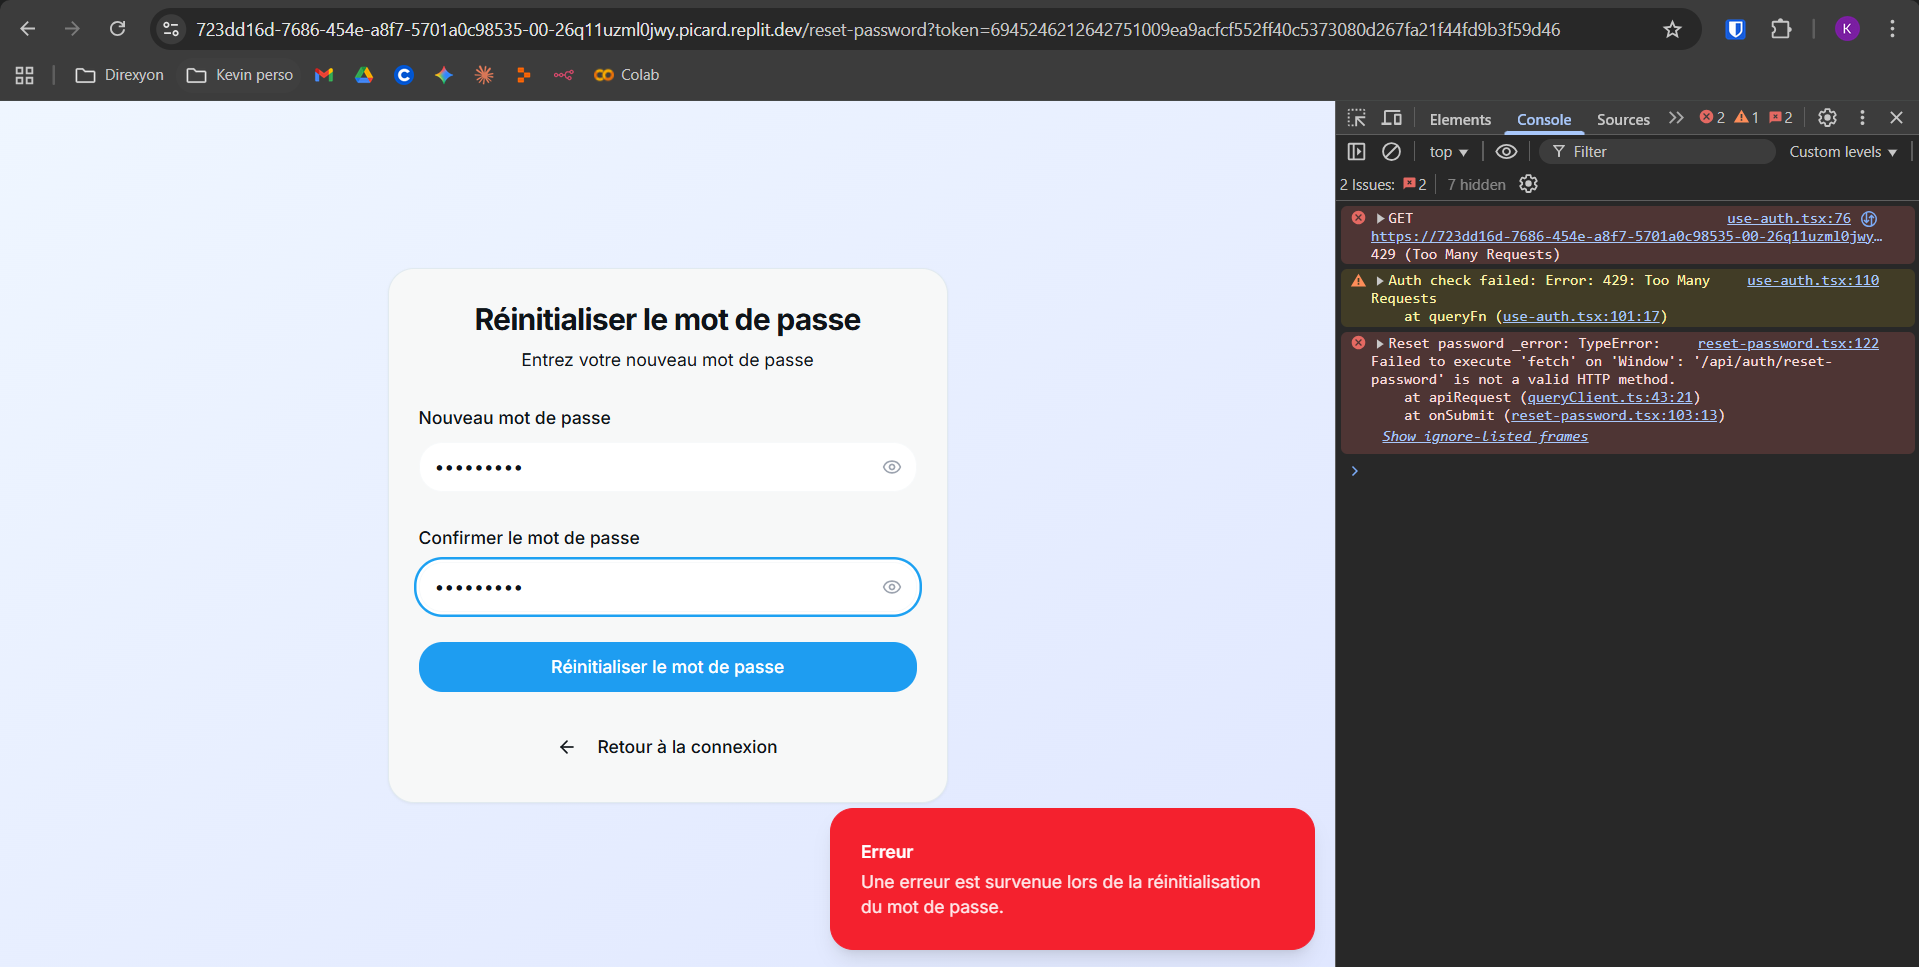 723dd16d-7686-454e-a8f7-5701a0c98535-00-26q11uzml0jwy.picard.replit.dev/reset-password?token=6945246212642751009ea9acfcf552ff40c5373080d267fa21f44fd9b3f59d46
K
Direxyon
Kevin perso
Colab
Elements
Console
Sources
2
1
2
top
Filter
Custom levels
2 Issues:
2
7 hidden
GET
use-auth.tsx:76
https://723dd16d-7686-454e-a8f7-5701a0c98535-00-26q11uzml0jwy…
429 (Too Many Requests)
Auth check failed: Error: 429: Too Many
use-auth.tsx:110
Requests
at queryFn (use-auth.tsx:101:17)
Reset password _error: TypeError:
reset-password.tsx:122
Failed to execute 'fetch' on 'Window': '/api/auth/reset-
password' is not a valid HTTP method.
at apiRequest (queryClient.ts:43:21)
at onSubmit (reset-password.tsx:103:13)
Show ignore-listed frames
Réinitialiser le mot de passe
Entrez votre nouveau mot de passe
Nouveau mot de passe
•••••••••
Confirmer le mot de passe
•••••••••
Réinitialiser le mot de passe
Retour à la connexion
Erreur
Une erreur est survenue lors de la réinitialisation
du mot de passe.